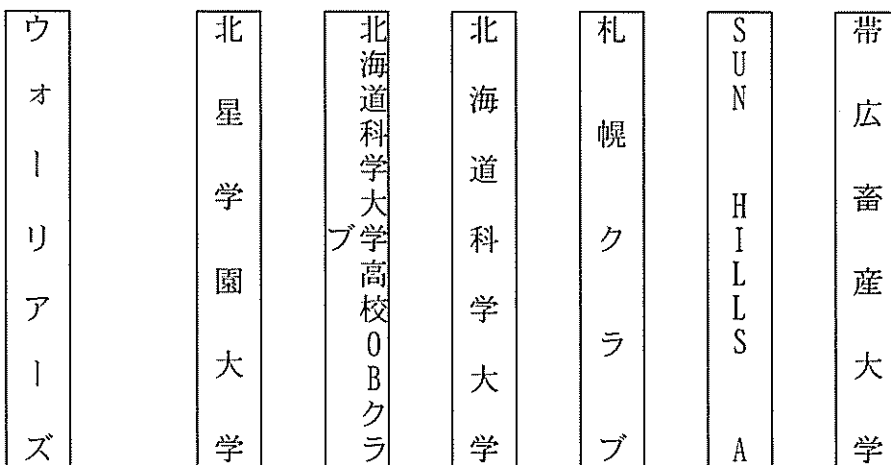 帯広畜産大学
SUN HILLS A
札幌クラブ
北海道科学大学
北海道科学大学高校OBクラ
ブ
北星学園大学
ウォーリアーズ